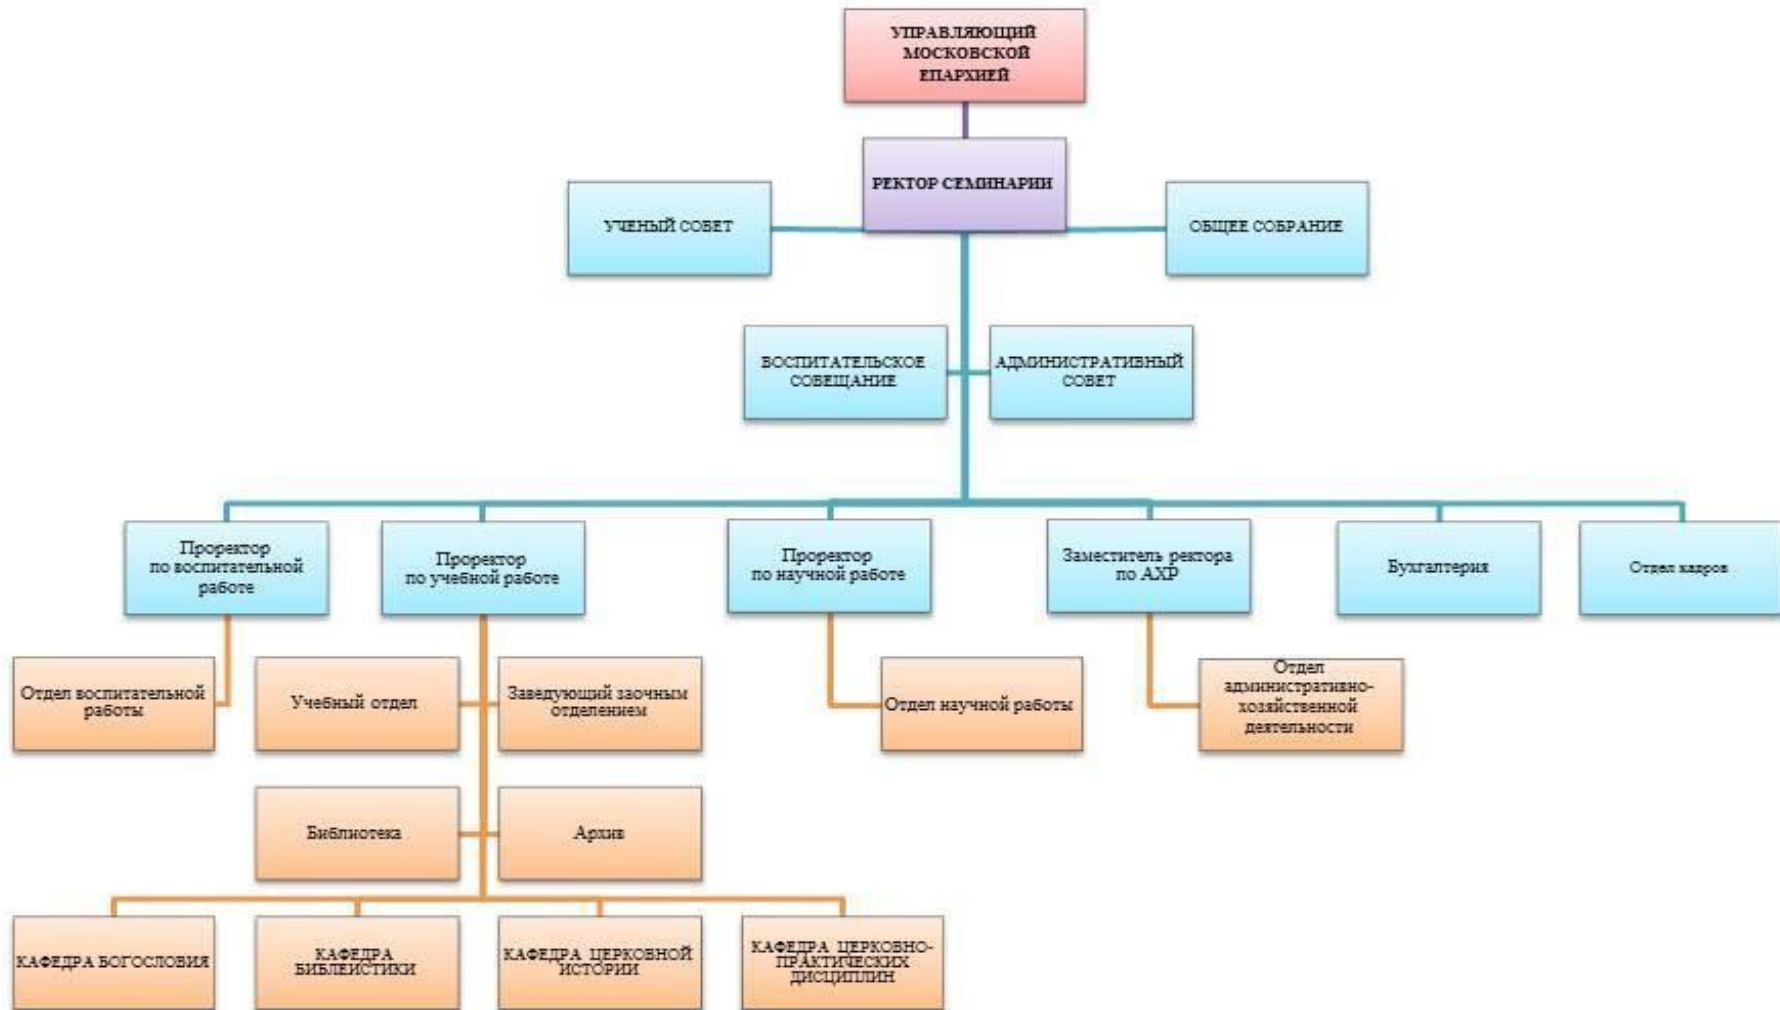 УПРАВЛЯЮЩИЙ
МОСКОВСКОЙ
ЕПАРХИЕЙ
РЕКТОР СЕМИНАРИИ
УЧЕНЫЙ СОВЕТ
ОБЩЕЕ СОБРАНИЕ
ВОСПИТАТЕЛЬСКОЕ
СОВЕЩАНИЕ
АДМИНИСТРАТИВНЫЙ
СОВЕТ
Проректор
по воспитательной
работе
Проректор
по учебной работе
Проректор
по научной работе
Заместитель ректора
по АХР
Бухгалтерия
Отдел кадров
Отдел воспитательной
работы
Учебный отдел
Заведующий заочным
отделением
Отдел научной работы
Отдел
административно-
хозяйственной
деятельности
Библиотека
Архив
КАФЕДРА БОГОСЛОВИЯ
КАФЕДРА
БИБЛЕИСТИКИ
КАФЕДРА ЦЕРКОВНОЙ
ИСТОРИИ
КАФЕДРА ЦЕРКОВНО-
ПРАКТИЧЕСКИХ
ДИСЦИПЛИН